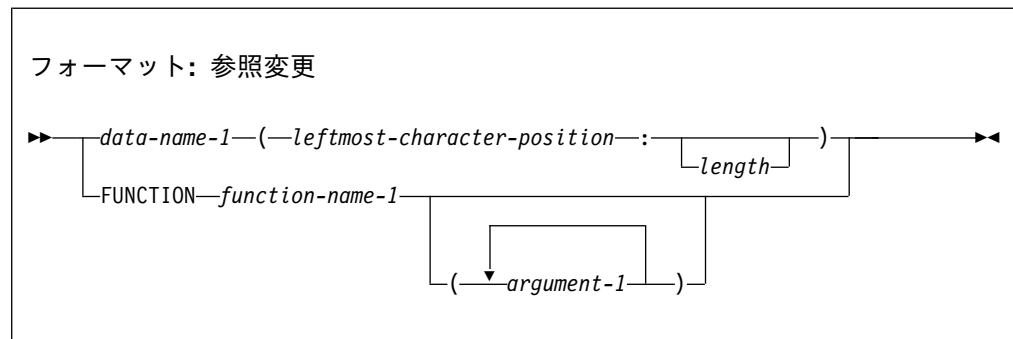 フォーマット: 参照変更
data-name-1 ( leftmost-character-position : length )
FUNCTION function-name-1
( argument-1 )